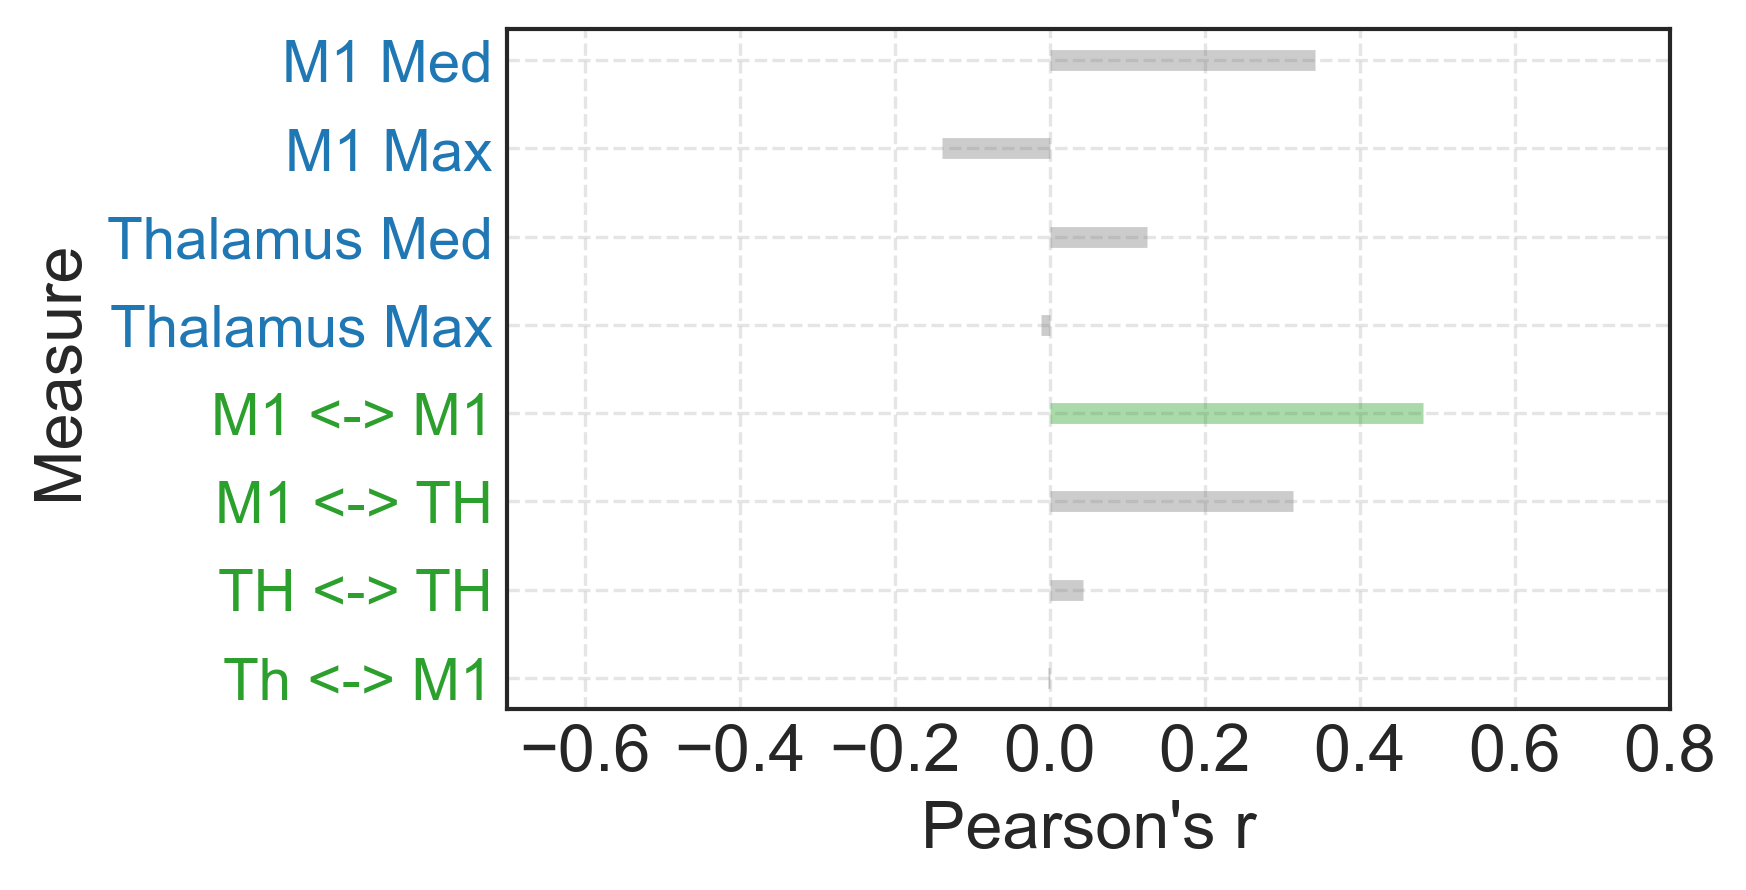 M1 Med
M1 Max
Thalamus Med
Thalamus Max
M1 <-> M1
M1 <-> TH
TH <-> TH
Th <-> M1
Measure
−0.6 −0.4 −0.2 0.0 0.2 0.4 0.6 0.8
Pearson's r